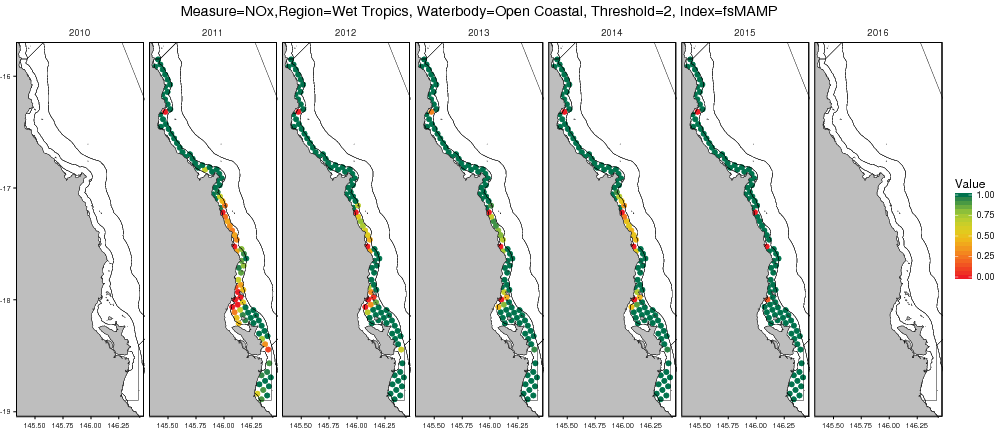 Measure=NOx,Region=Wet Tropics, Waterbody=Open Coastal, Threshold=2, Index=fsMAMP
2010 2011 2012 2013 2014 2015 2016
-16
-17
-18
-19
Value
1.00
0.75
0.50
0.25
0.00
145.50 145.75 146.00 146.25 145.50 145.75 146.00 146.25 145.50 145.75 146.00 146.25 145.50 145.75 146.00 146.25 145.50 145.75 146.00 146.25 145.50 145.75 146.00 146.25 145.50 145.75 146.00 146.25